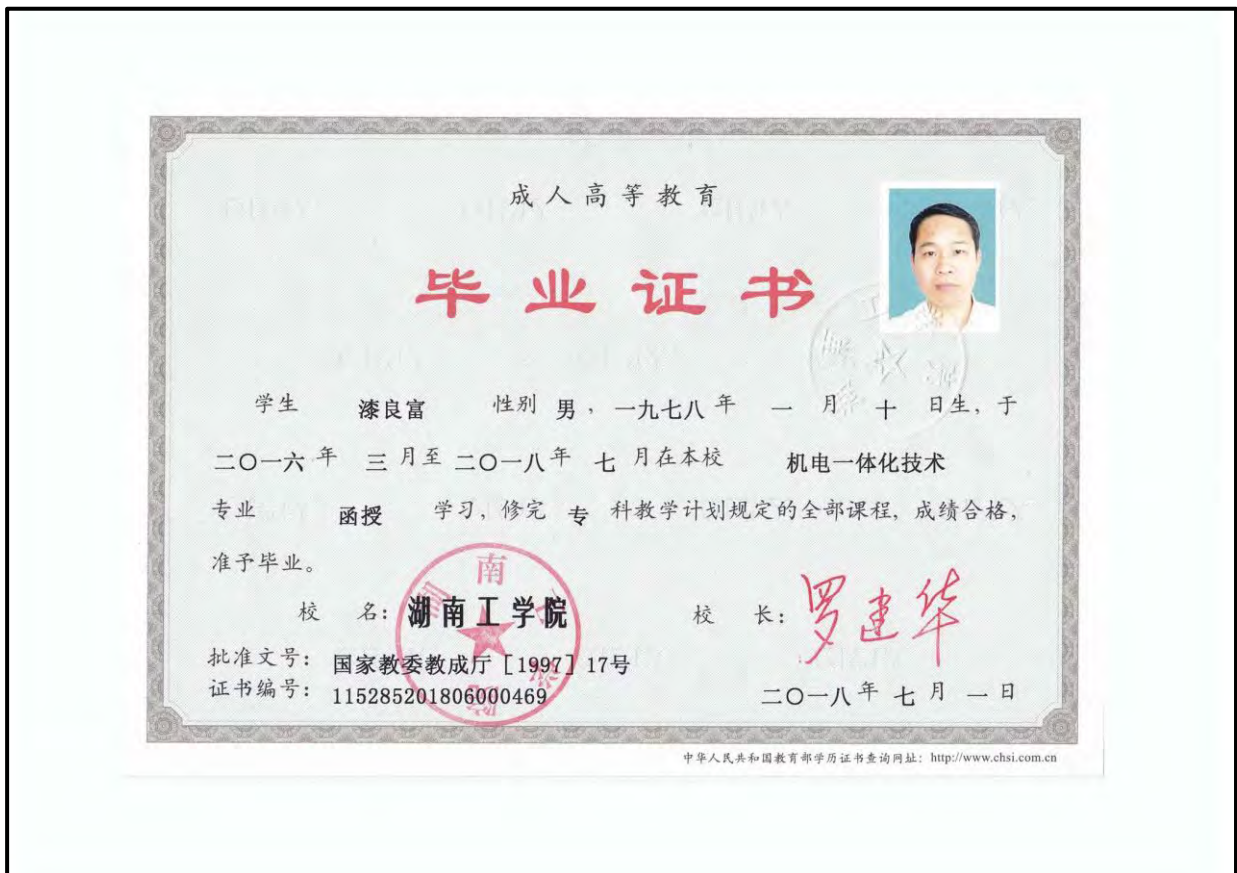 成人高等教育
毕业证书
学生 漆良富 性别 男，一九七八 年 一 月 十 日生，于
二〇一六 年 三 月至 二〇一八 年 七 月在本校 机电一体化技术
专业 函授 学习，修完 专 科教学计划规定的全部课程，成绩合格，
准予毕业。
校 名：湖南工学院 校 长：罗建华
批准文号：国家教委教成厅［1997］17号
证书编号：115285201806000469
二〇一八 年 七 月 一 日
中华人民共和国教育部学历证书查询网址：http://www.chsi.com.cn